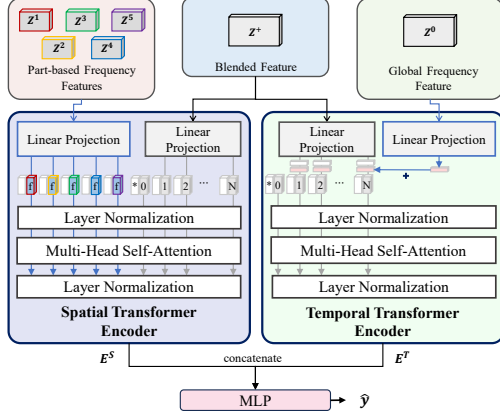 Z¹ Z³ Z⁵
Z² Z⁴
Part-based Frequency
Features
Z⁺
Blended Feature
Z⁰
Global Frequency
Feature
Linear Projection
Linear
Projection
Linear
Projection
Linear Projection
f f f f f * 0 1 2 ... N
* 0 1 2 ... N
+
Layer Normalization
Multi-Head Self-Attention
Layer Normalization
Spatial Transformer
Encoder
Layer Normalization
Multi-Head Self-Attention
Layer Normalization
Temporal Transformer
Encoder
Eˢ
concatenate
Eᵀ
MLP
ŷ